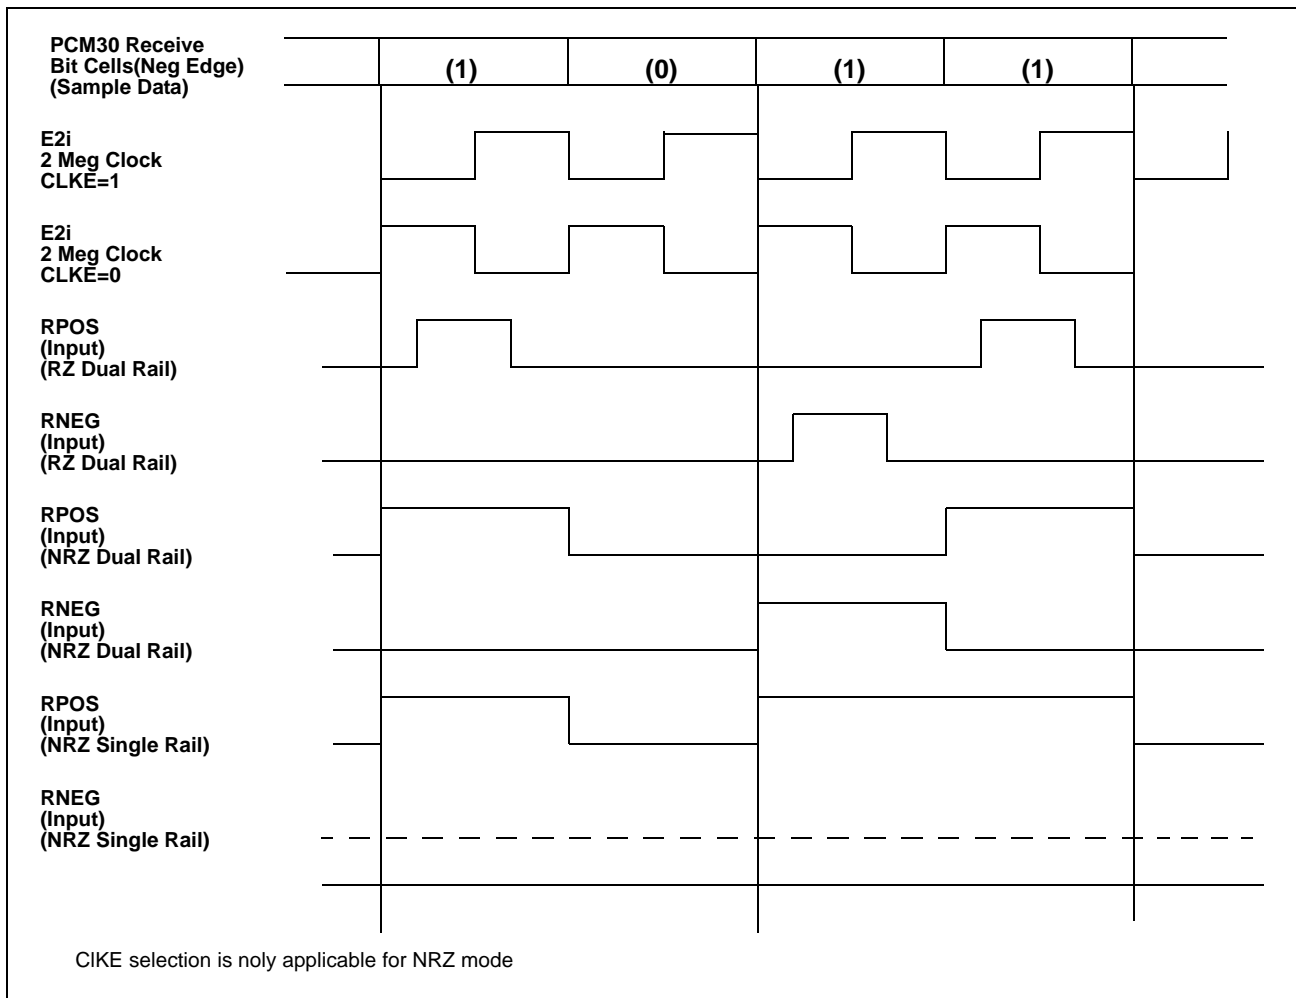 PCM30 Receive
Bit Cells(Neg Edge)
(Sample Data)
(1)
(0)
(1)
(1)
E2i
2 Meg Clock
CLKE=1
E2i
2 Meg Clock
CLKE=0
RPOS
(Input)
(RZ Dual Rail)
RNEG
(Input)
(RZ Dual Rail)
RPOS
(Input)
(NRZ Dual Rail)
RNEG
(Input)
(NRZ Dual Rail)
RPOS
(Input)
(NRZ Single Rail)
RNEG
(Input)
(NRZ Single Rail)
ClKE selection is noly applicable for NRZ mode